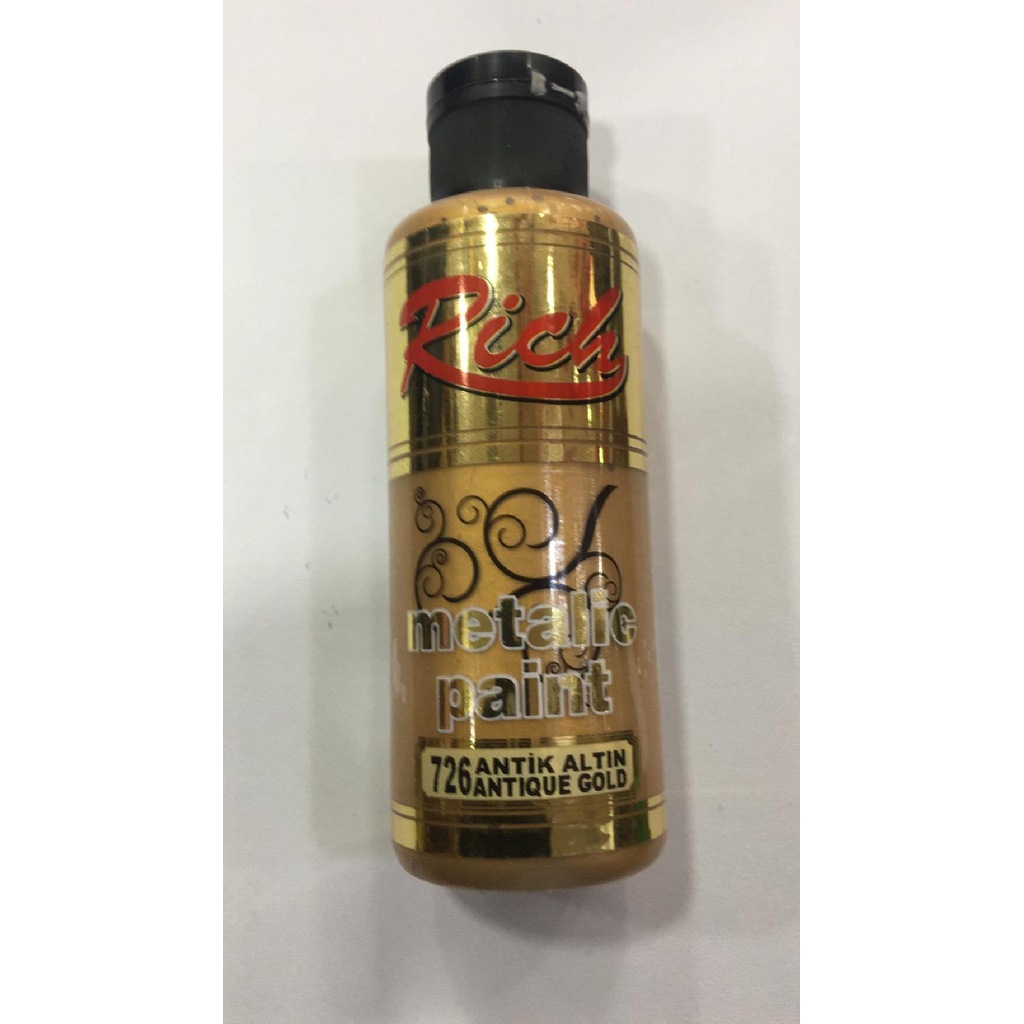 Rich
metalic
paint
726 ANTİK ALTIN
ANTIQUE GOLD